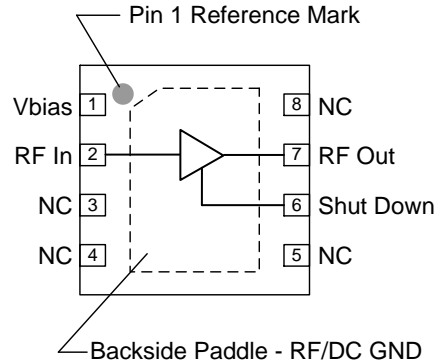 Pin 1 Reference Mark
Vbias 1
8 NC
RF In 2
7 RF Out
NC 3
6 Shut Down
NC 4
5 NC
Backside Paddle - RF/DC GND